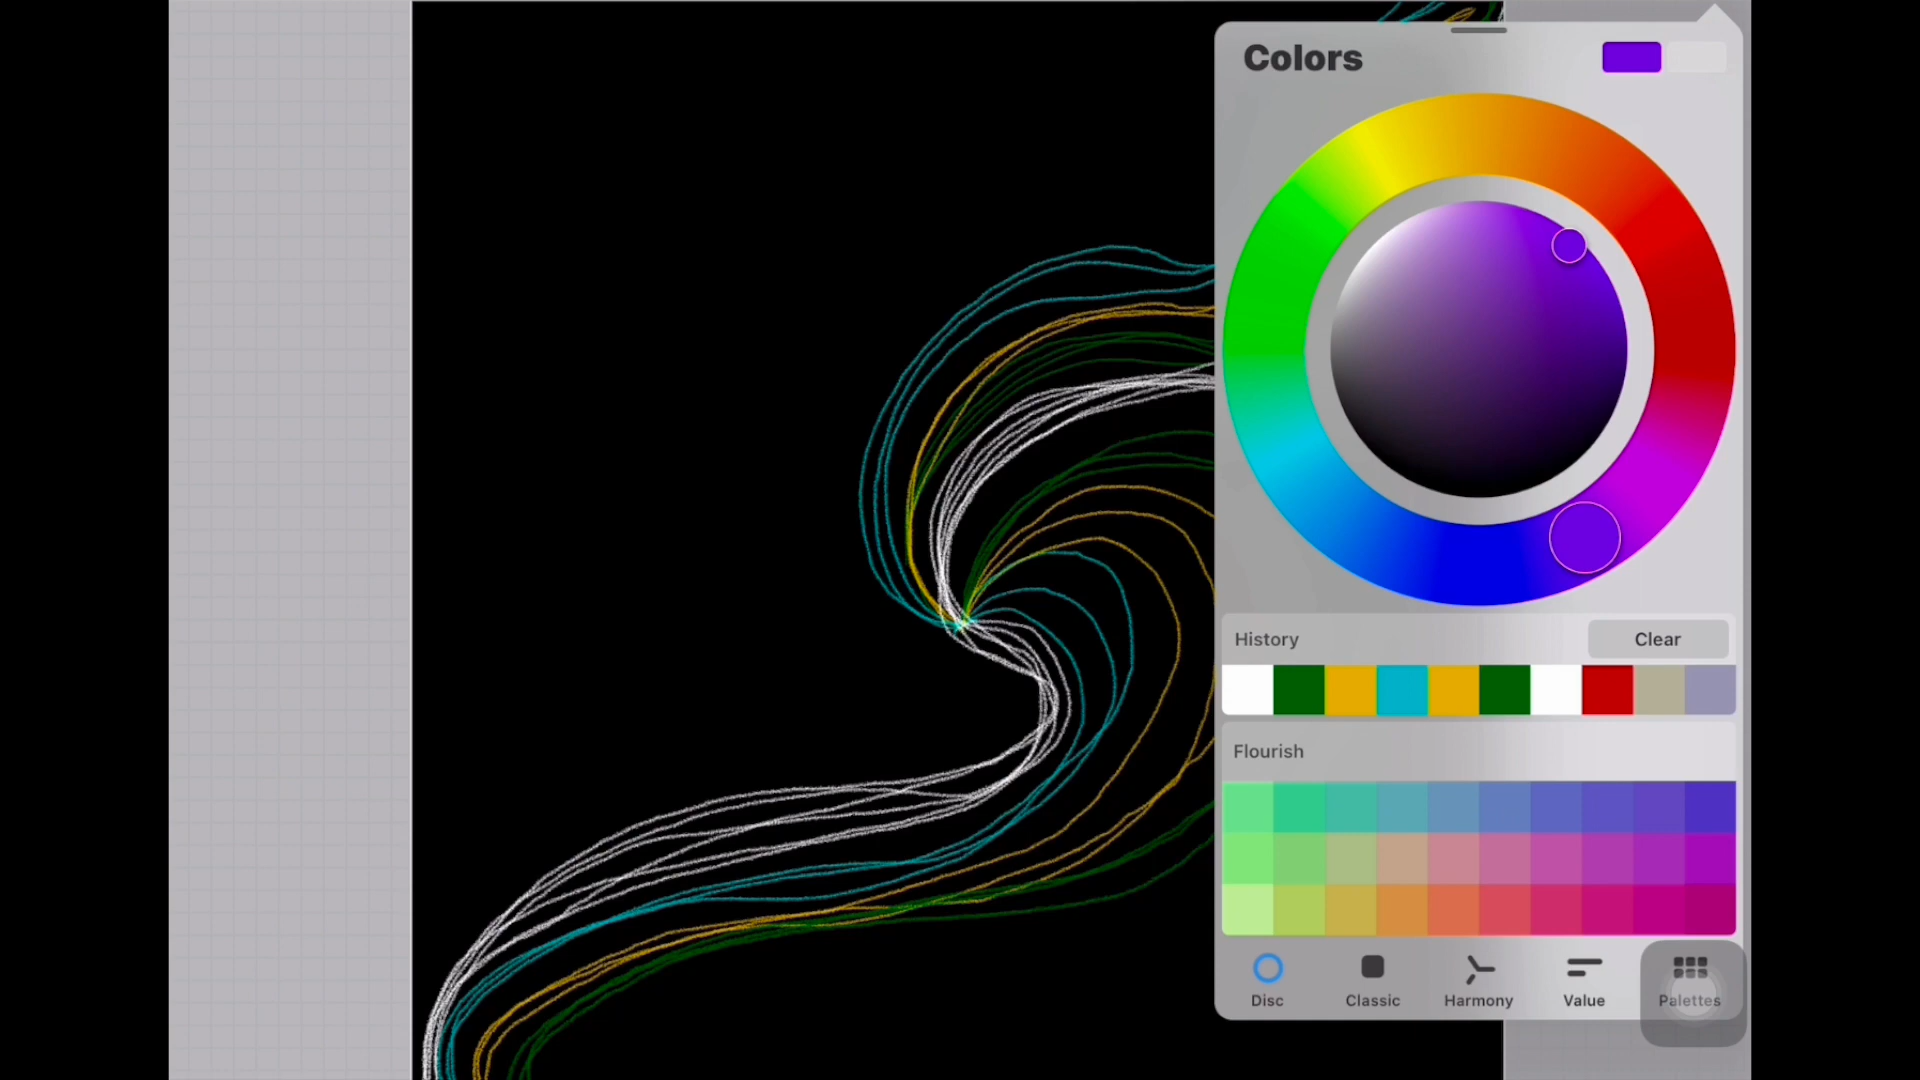 Colors
History
Clear
Flourish
Disc
Classic
Harmony
Value
Palettes